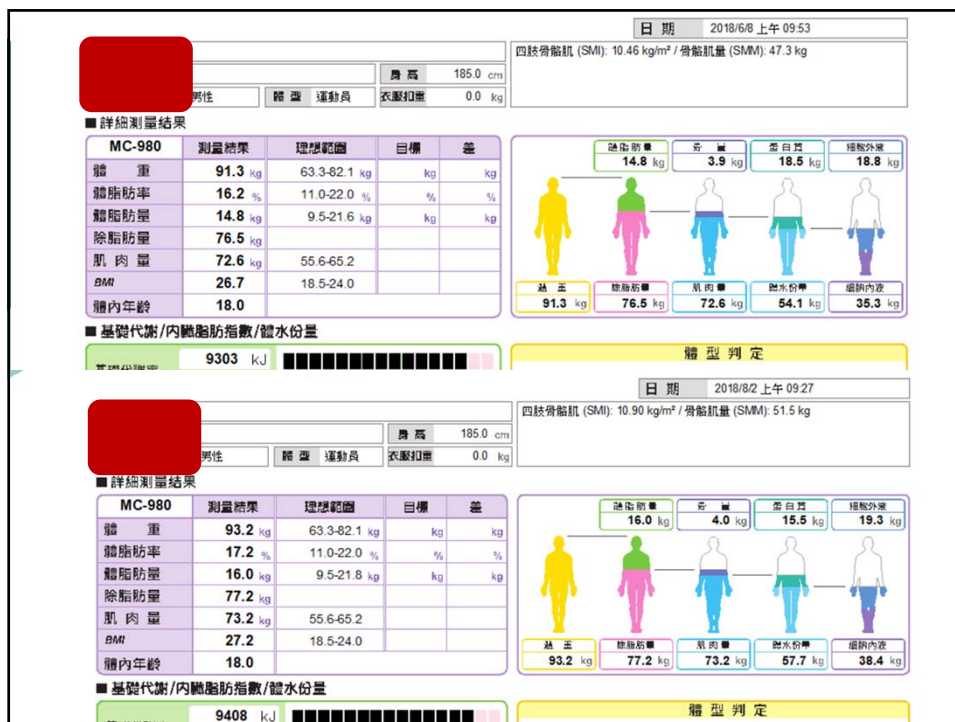 日 期 2018/6/8 上午 09:53
四肢骨骼肌 (SMI): 10.46 kg/m² / 骨骼肌量 (SMM): 47.3 kg
身 高 185.0 cm
男性 體 型 運動員 衣服扣重 0.0 kg
■ 詳細測量結果
MC-980 測量結果 理想範圍 目標 差
體 重 91.3 kg 63.3-82.1 kg kg kg
體脂肪率 16.2 % 11.0-22.0 % % %
體脂肪量 14.8 kg 9.5-21.6 kg kg kg
除脂肪量 76.5 kg
肌 肉 量 72.6 kg 55.6-65.2
BMI 26.7 18.5-24.0
體內年齡 18.0
體脂肪量 骨 量 蛋白質 細胞外液
14.8 kg 3.9 kg 18.5 kg 18.8 kg
體 重 除脂肪量 肌 肉 量 體水份量 細胞內液
91.3 kg 76.5 kg 72.6 kg 54.1 kg 35.3 kg
■ 基礎代謝/內臟脂肪指數/體水份量
9303 kJ
體 型 判 定
日 期 2018/8/2 上午 09:27
四肢骨骼肌 (SMI): 10.90 kg/m² / 骨骼肌量 (SMM): 51.5 kg
身 高 185.0 cm
男性 體 型 運動員 衣服扣重 0.0 kg
■ 詳細測量結果
MC-980 測量結果 理想範圍 目標 差
體 重 93.2 kg 63.3-82.1 kg kg kg
體脂肪率 17.2 % 11.0-22.0 % % %
體脂肪量 16.0 kg 9.5-21.8 kg kg kg
除脂肪量 77.2 kg
肌 肉 量 73.2 kg 55.6-65.2
BMI 27.2 18.5-24.0
體內年齡 18.0
體脂肪量 骨 量 蛋白質 細胞外液
16.0 kg 4.0 kg 15.5 kg 19.3 kg
體 重 除脂肪量 肌 肉 量 體水份量 細胞內液
93.2 kg 77.2 kg 73.2 kg 57.7 kg 38.4 kg
■ 基礎代謝/內臟脂肪指數/體水份量
9408 kJ
體 型 判 定